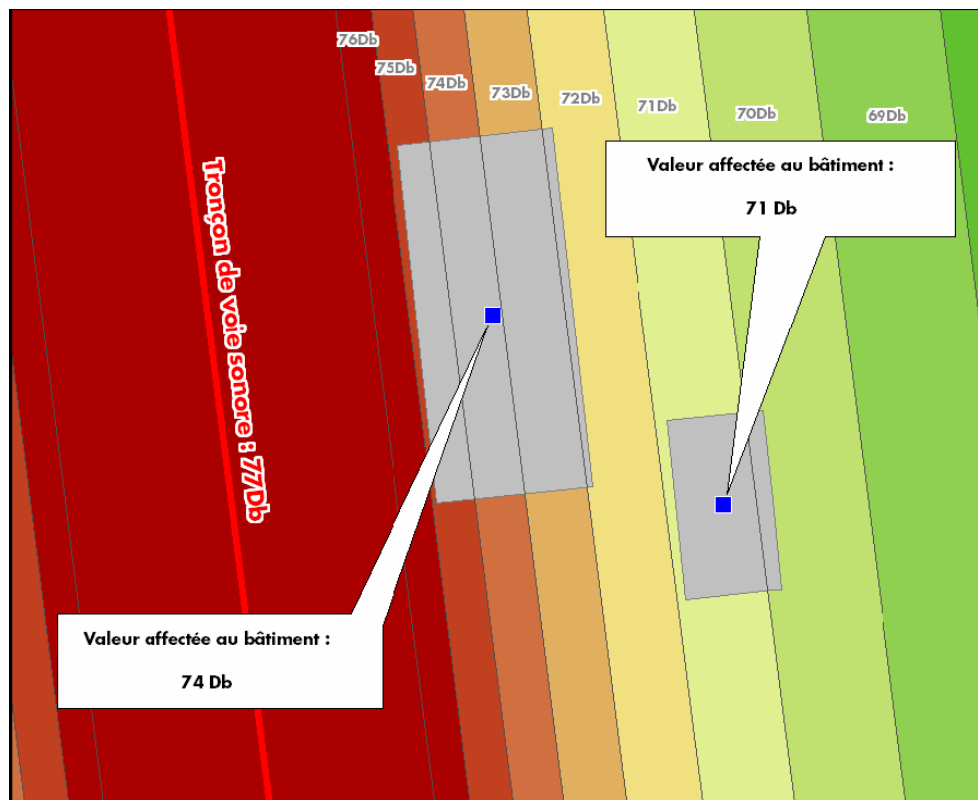 76Db
75Db
74Db
73Db
72Db
71Db
70Db
69Db
Valeur affectée au bâtiment :
71 Db
Tronçon de voie sonore : 77Db
Valeur affectée au bâtiment :
74 Db